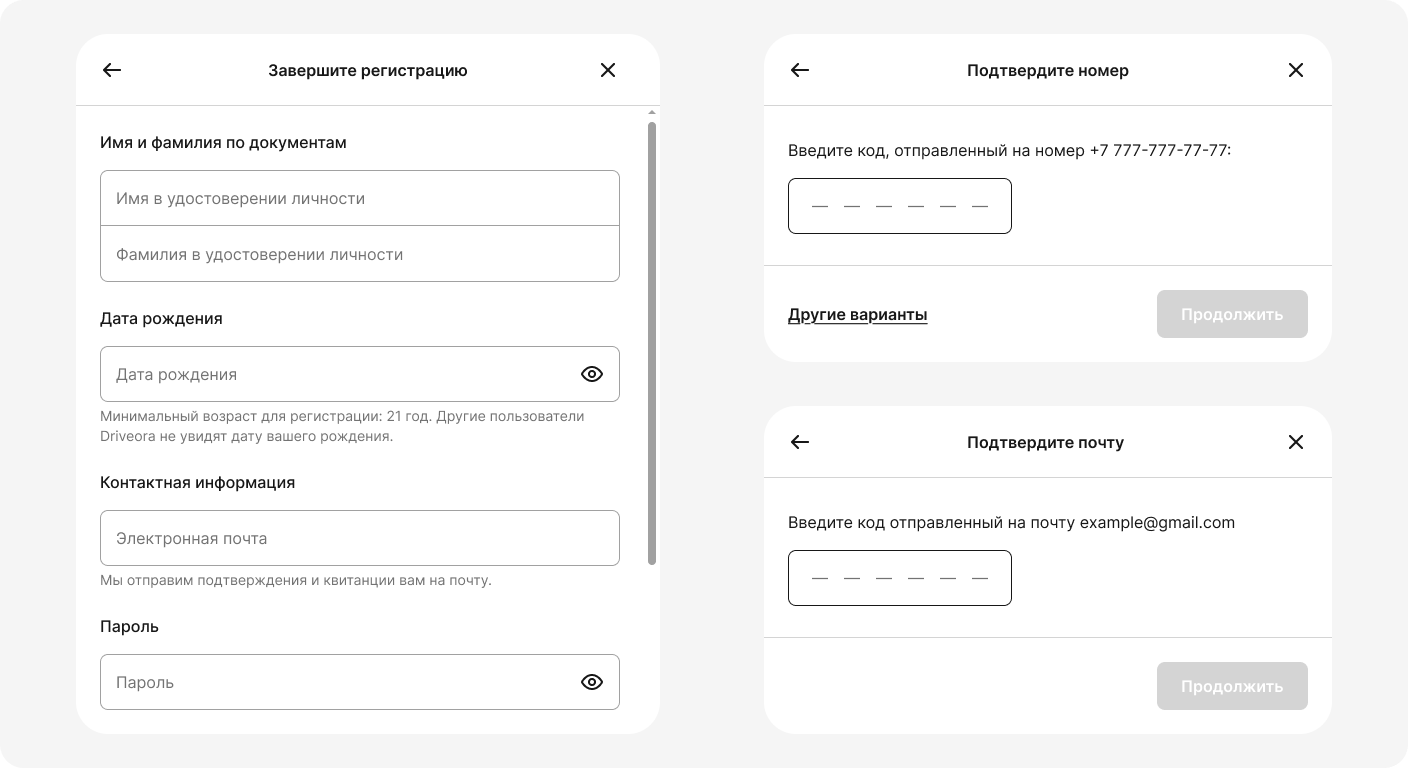 Завершите регистрацию
Имя и фамилия по документам
Имя в удостоверении личности
Фамилия в удостоверении личности
Дата рождения
Дата рождения
Минимальный возраст для регистрации: 21 год. Другие пользователи
Driveora не увидят дату вашего рождения.
Контактная информация
Электронная почта
Мы отправим подтверждения и квитанции вам на почту.
Пароль
Пароль
Подтвердите номер
Введите код, отправленный на номер +7 777-777-77-77:
Другие варианты
Продолжить
Подтвердите почту
Введите код отправленный на почту example@gmail.com
Продолжить